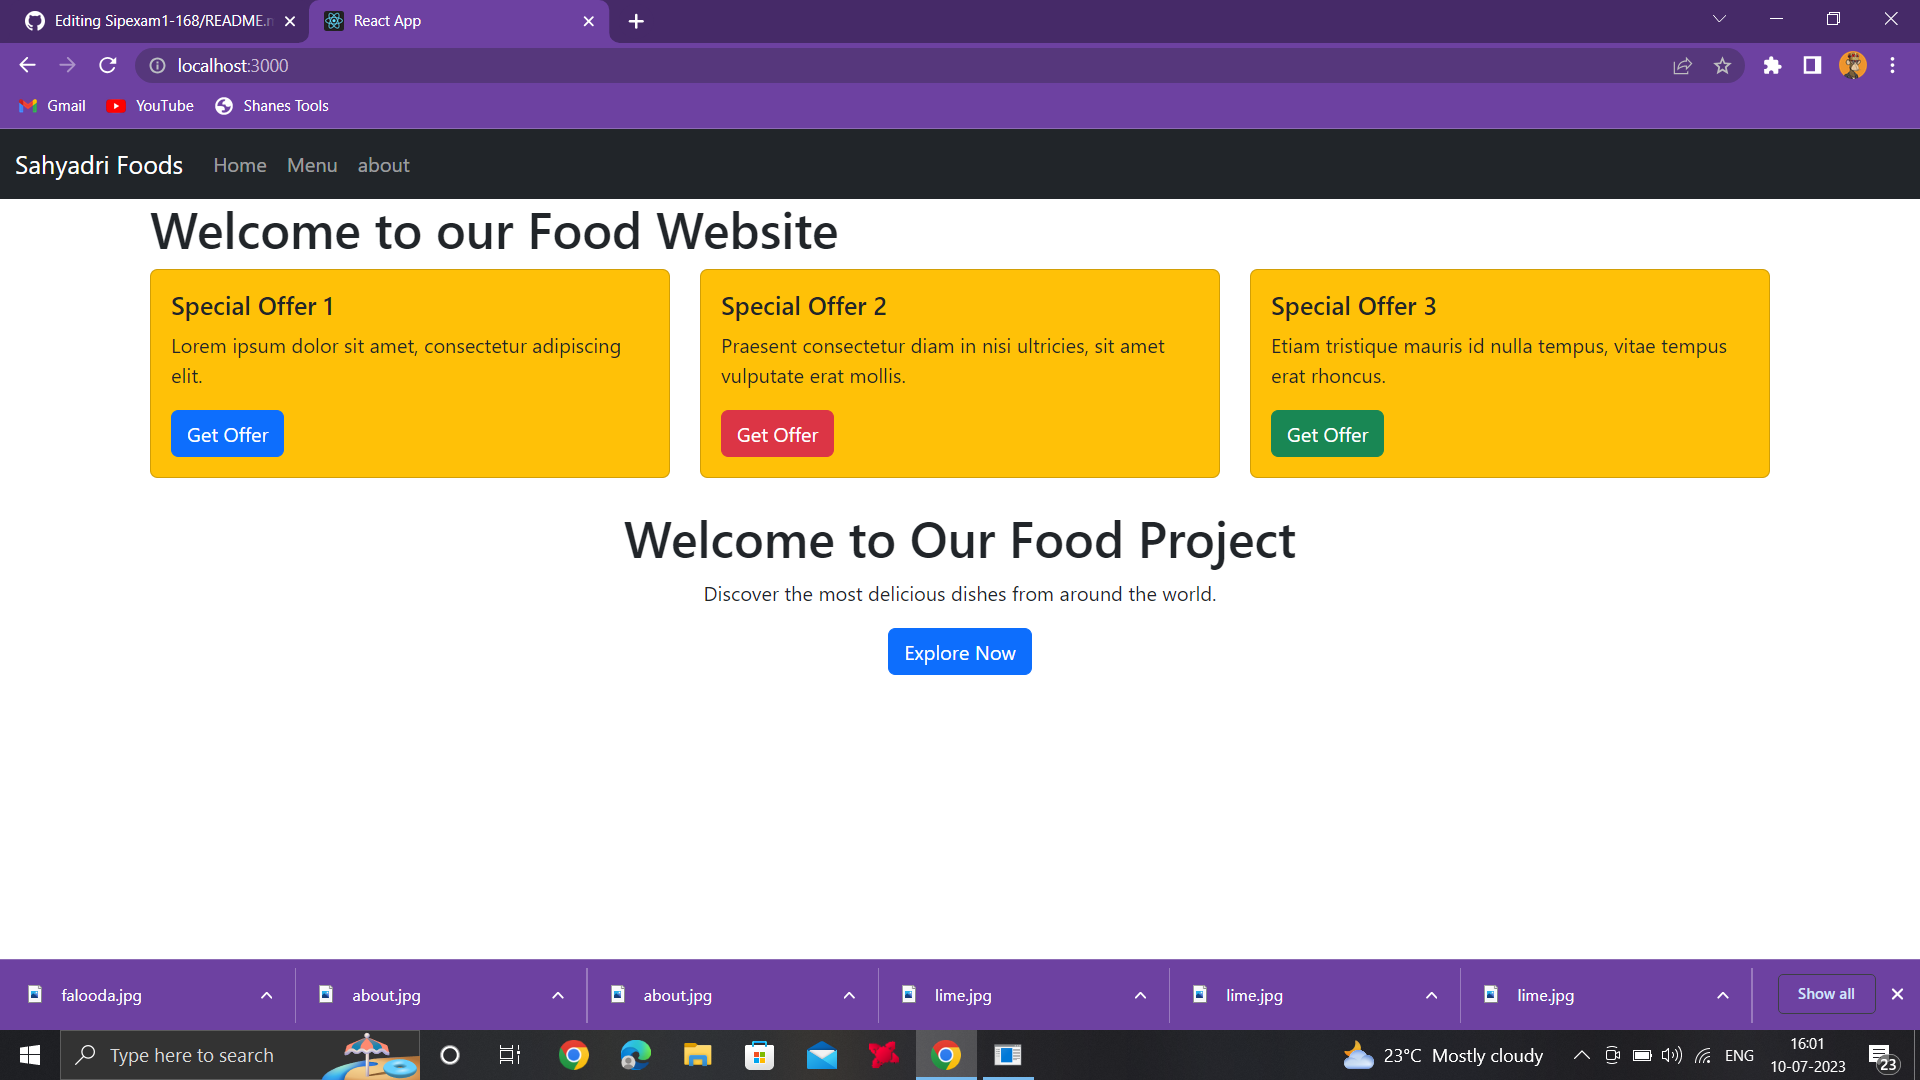 Editing Sipexam1-168/README.m
React App
localhost:3000
Gmail
YouTube
Shanes Tools
Sahyadri Foods
Home
Menu
about
Welcome to our Food Website
Special Offer 1
Lorem ipsum dolor sit amet, consectetur adipiscing
elit.
Get Offer
Special Offer 2
Praesent consectetur diam in nisi ultricies, sit amet
vulputate erat mollis.
Get Offer
Special Offer 3
Etiam tristique mauris id nulla tempus, vitae tempus
erat rhoncus.
Get Offer
Welcome to Our Food Project
Discover the most delicious dishes from around the world.
Explore Now
falooda.jpg
about.jpg
about.jpg
lime.jpg
lime.jpg
lime.jpg
Show all
Type here to search
23°C Mostly cloudy
ENG
16:01
10-07-2023
23